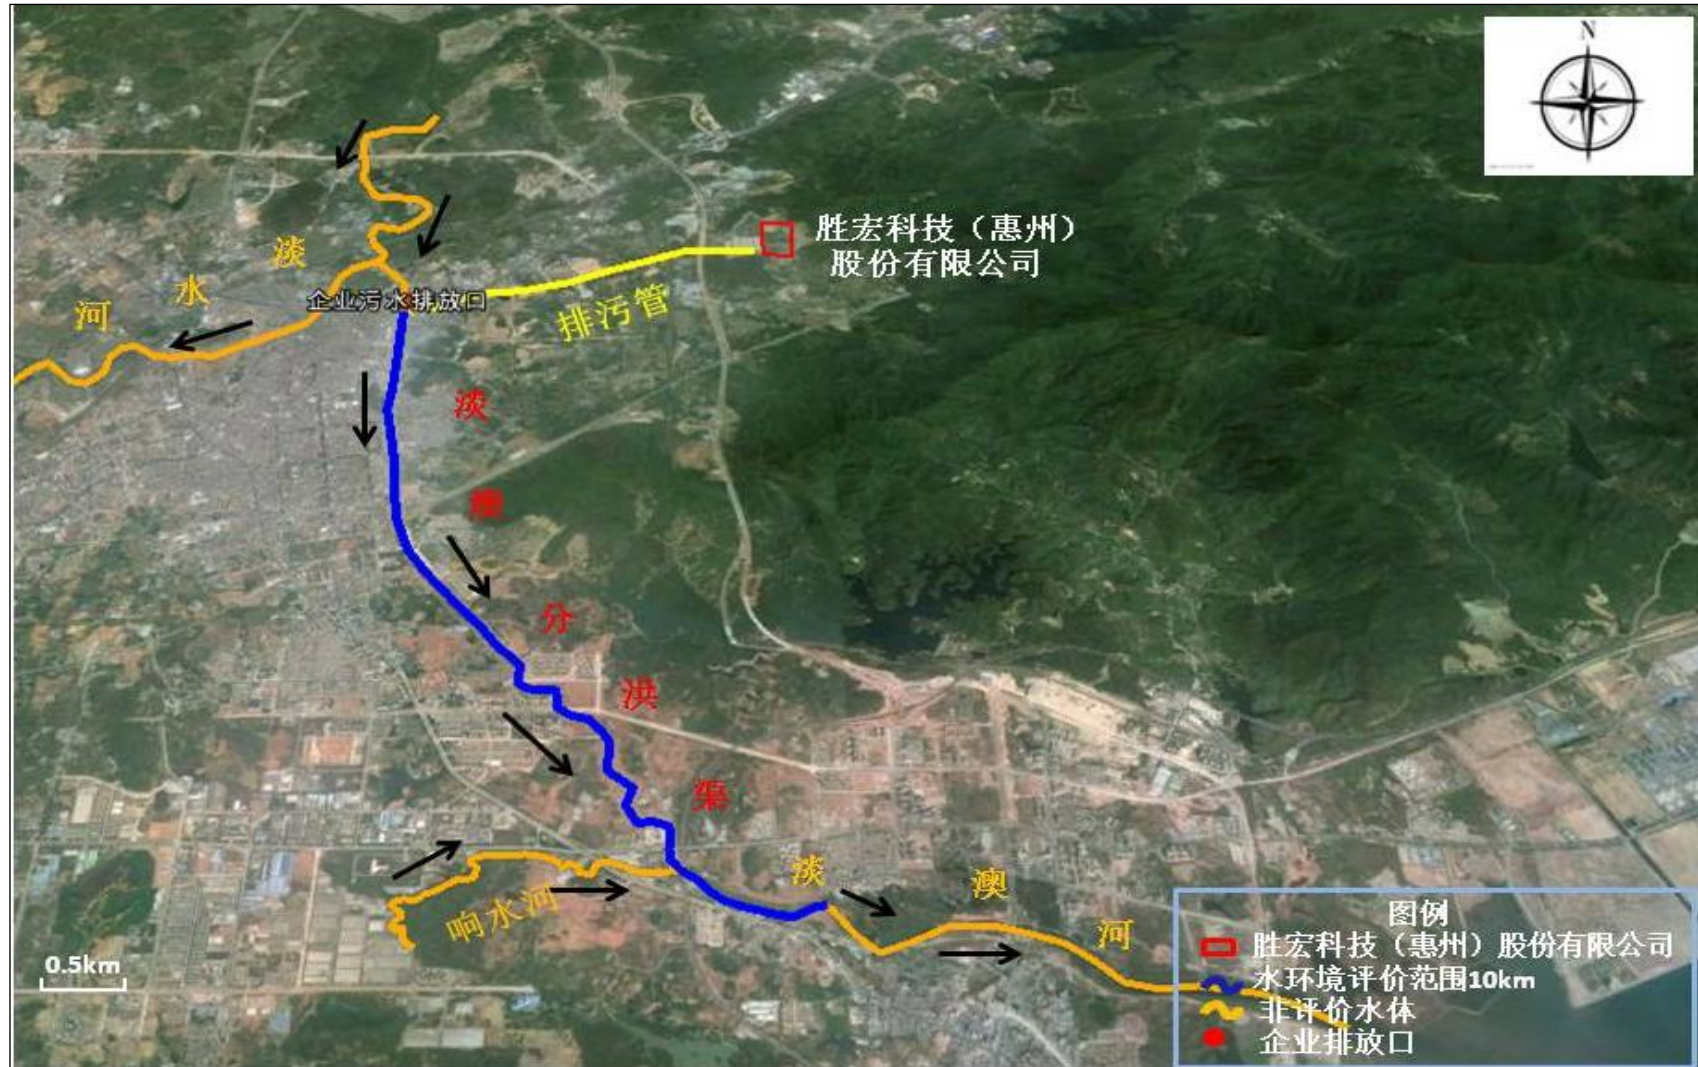 N
胜宏科技（惠州）
股份有限公司
淡水河
企业污水排放口
排污管
淡
分洪渠
淡澳河
响水河
0.5km
图例
胜宏科技（惠州）股份有限公司
水环境评价范围10km
非评价水体
企业排放口